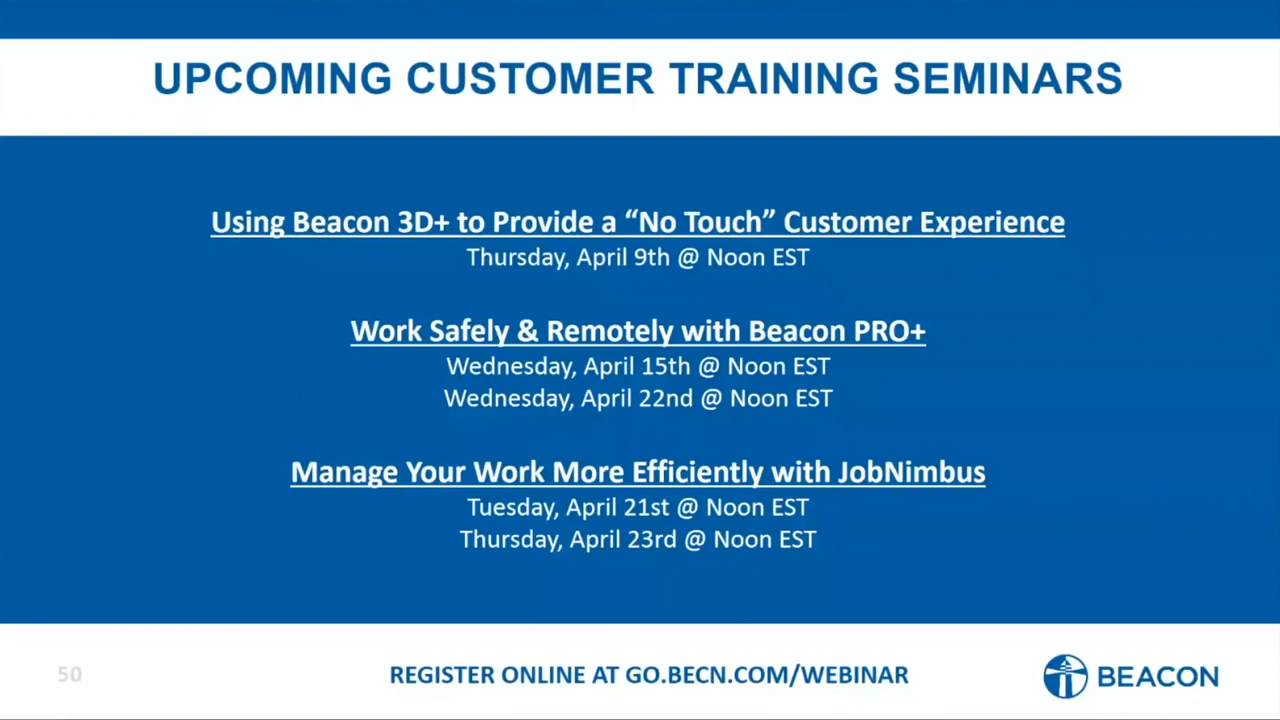 UPCOMING CUSTOMER TRAINING SEMINARS
Using Beacon 3D+ to Provide a “No Touch” Customer Experience
Thursday, April 9th @ Noon EST
Work Safely & Remotely with Beacon PRO+
Wednesday, April 15th @ Noon EST
Wednesday, April 22nd @ Noon EST
Manage Your Work More Efficiently with JobNimbus
Tuesday, April 21st @ Noon EST
Thursday, April 23rd @ Noon EST
50
REGISTER ONLINE AT GO.BECN.COM/WEBINAR
BEACON